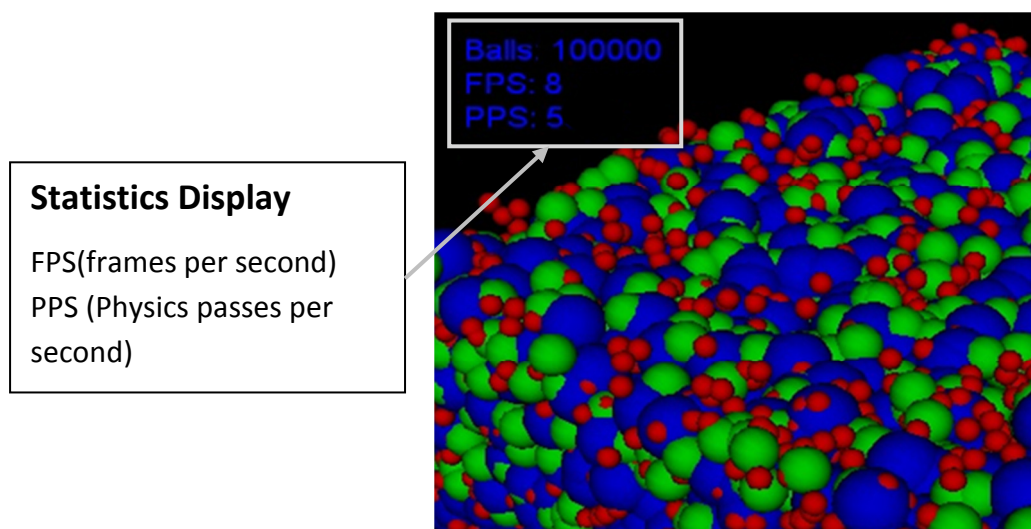 Balls: 100000
FPS: 8
PPS: 5
Statistics Display
FPS(frames per second)
PPS (Physics passes per
second)